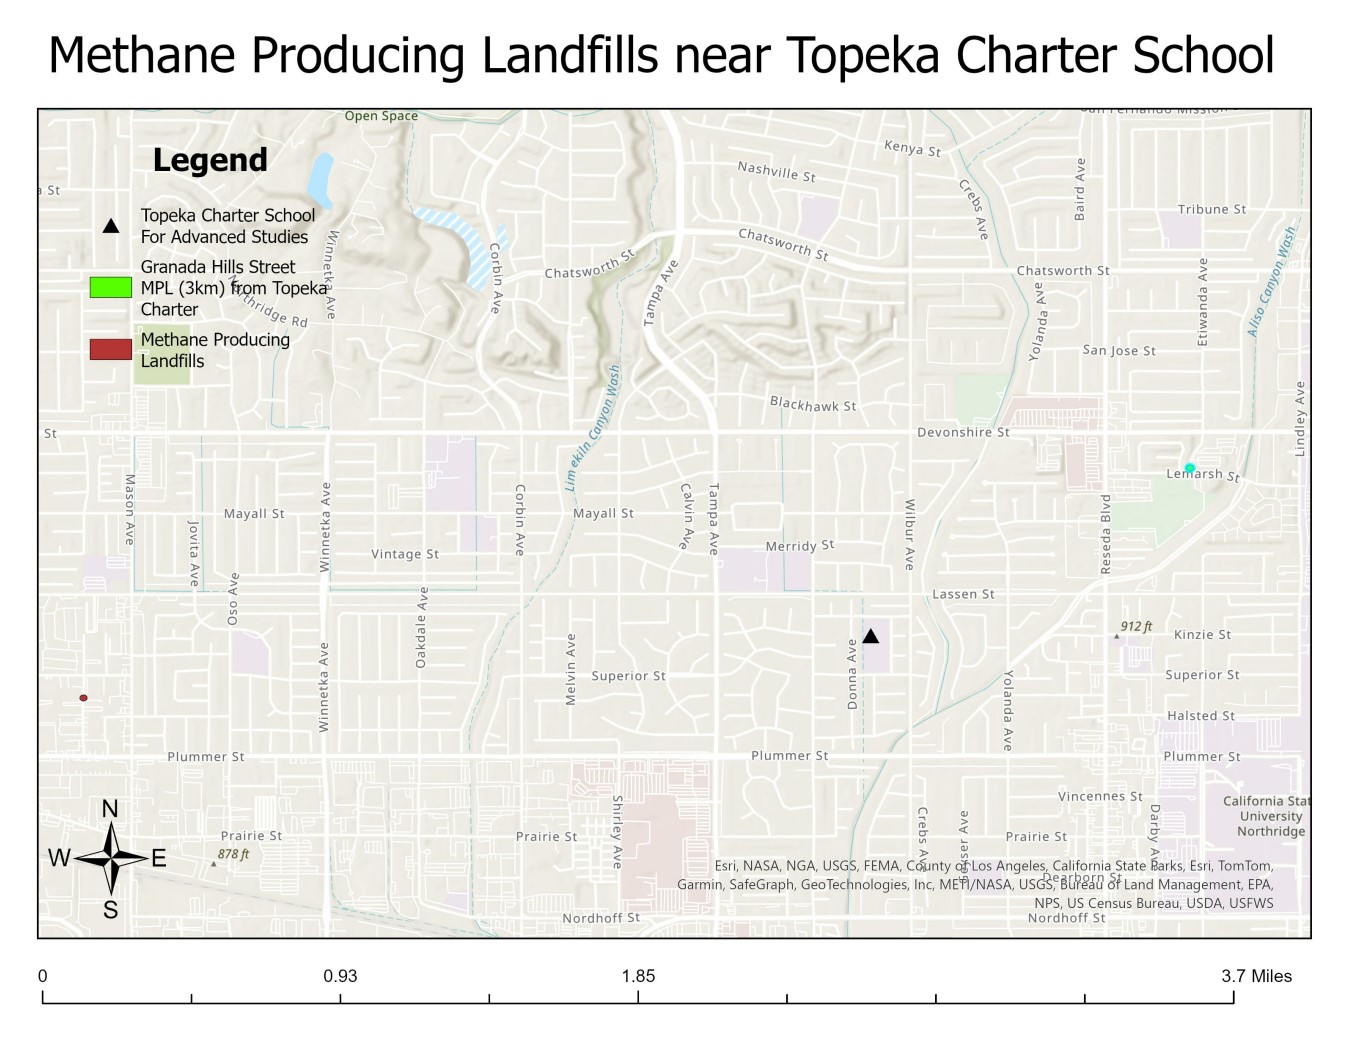 Methane Producing Landfills near Topeka Charter School
Open Space
Kenya St
Nashville St
Legend
Baird Ave
Crebs Ave
Tribune St
Topeka Charter School
For Advanced Studies
Winnetka Ave
Corbin Ave
Chatsworth St
Chatsworth St
Chatsworth St
Aliso Canyon Wash
Granada Hills Street
MPL (3km) from Topeka
Charter
Tampa Ave
Yolanda Ave
Etiwanda Ave
Methane Producing
Landfills
San Jose St
Limekiln Canyon Wash
Blackhawk St
Lindley Ave
St
Devonshire St
Lemarsh St
Mason Ave
Jovita Ave
Mayall St
Winnetka Ave
Corbin Ave
Mayall St
Calvin Ave
Tampa Ave
Wilbur Ave
Reseda Blvd
Vintage St
Merridy St
Oso Ave
Oakdale Ave
Lassen St
912 ft
Kinzie St
Winnetka Ave
Melvin Ave
Superior St
Donna Ave
Yolanda Ave
Superior St
Halsted St
Plummer St
Plummer St
Plummer St
Vincennes St
California Stat
University
Northridge
N
W
E
S
Prairie St
878 ft
Prairie St
Shirley Ave
Crebs Av
Prairie St
Darby Av
Esri, NASA, NGA, USGS, FEMA, County of Los Angeles, California State Parks, Esri, TomTom,
Garmin, SafeGraph, GeoTechnologies, Inc, METI/NASA, USGS, Bureau of Land Management, EPA,
NPS, US Census Bureau, USDA, USFWS
Dearborn St
Nordhoff St
Nordhoff St
0
0.93
1.85
3.7 Miles